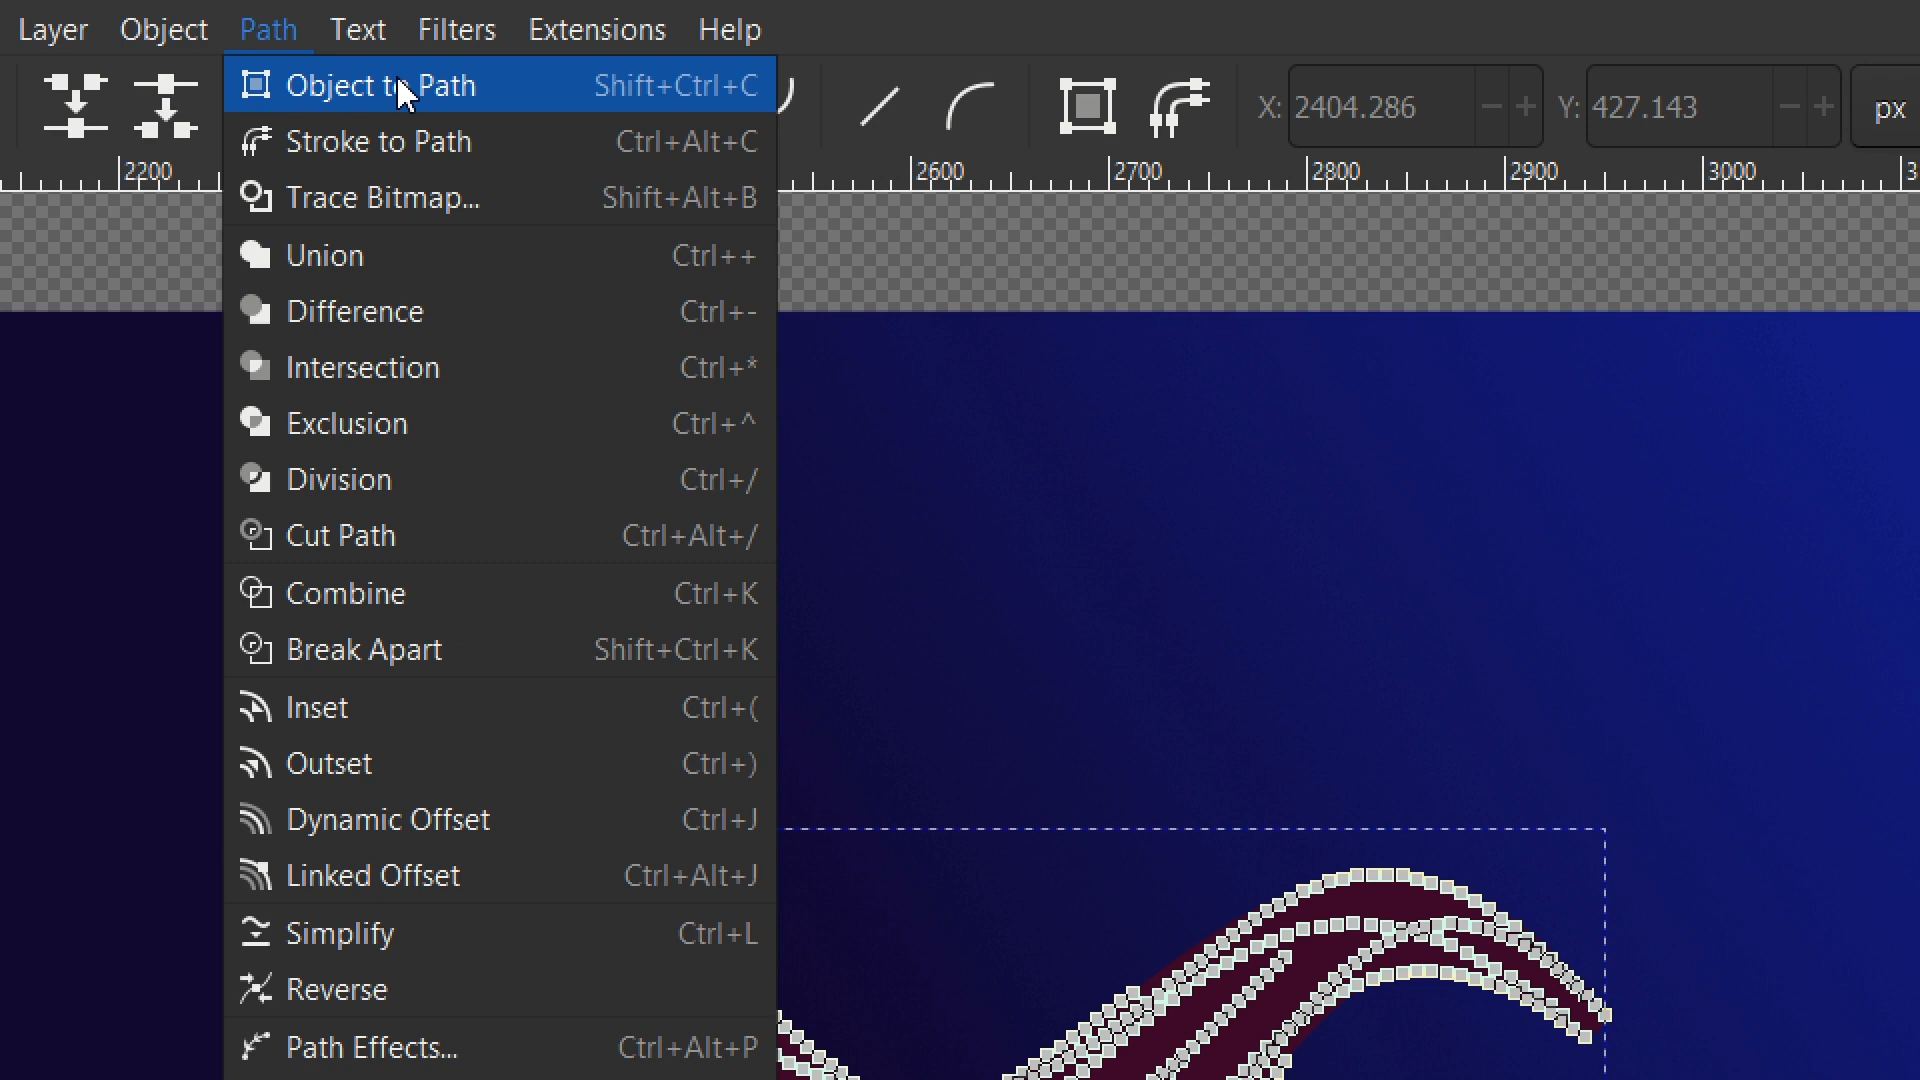 Layer Object Path Text Filters Extensions Help
X: 2404.286 Y: 427.143 px
2200 2600 2700 2800 2900 3000 3
Object to Path Shift+Ctrl+C
Stroke to Path Ctrl+Alt+C
Trace Bitmap... Shift+Alt+B
Union Ctrl++
Difference Ctrl+-
Intersection Ctrl+*
Exclusion Ctrl+^
Division Ctrl+/
Cut Path Ctrl+Alt+/
Combine Ctrl+K
Break Apart Shift+Ctrl+K
Inset Ctrl+(
Outset Ctrl+)
Dynamic Offset Ctrl+J
Linked Offset Ctrl+Alt+J
Simplify Ctrl+L
Reverse
Path Effects... Ctrl+Alt+P